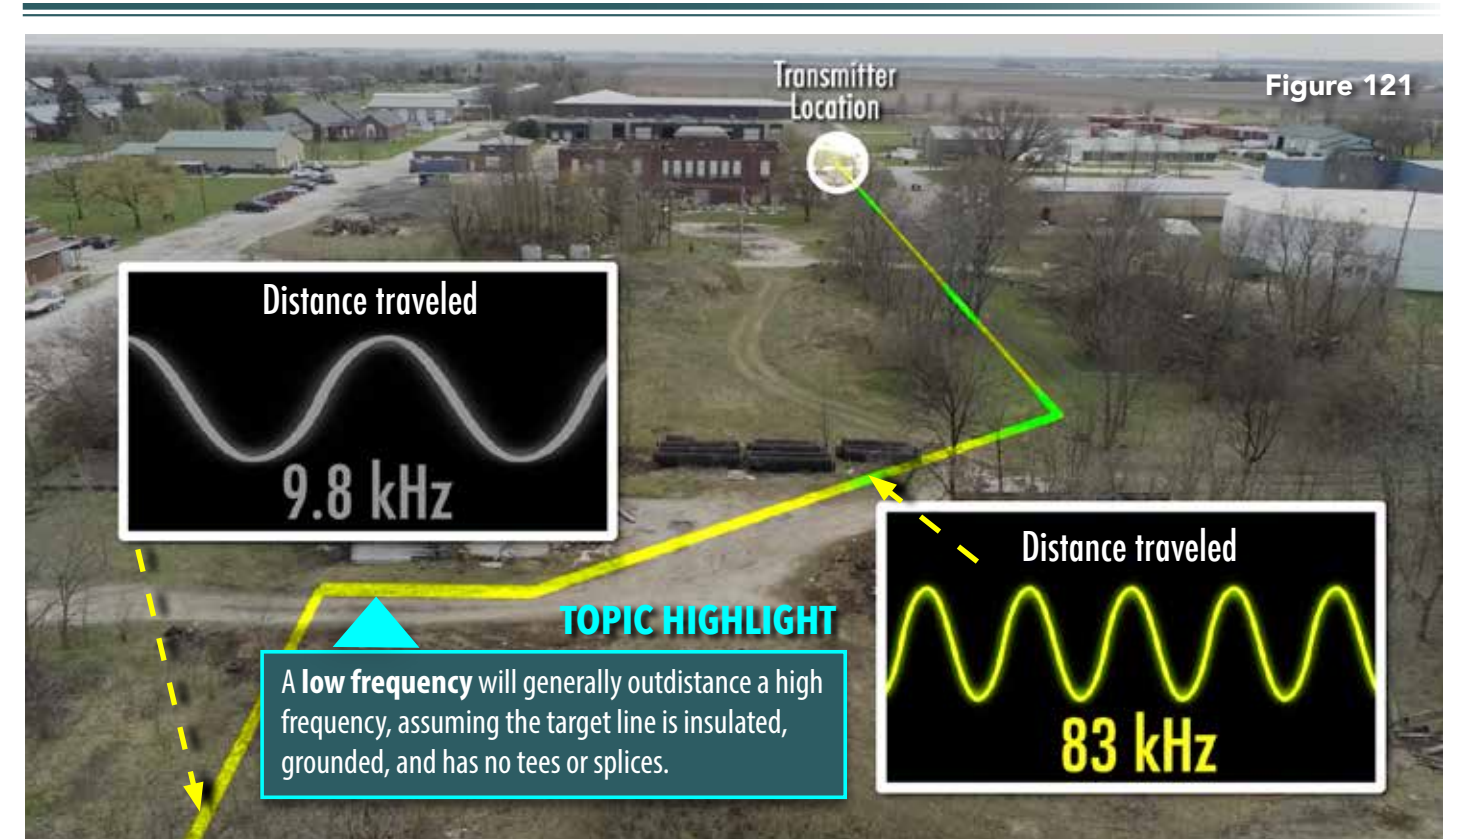 Transmitter
Location
Figure 121
Distance traveled
9.8 kHz
Distance traveled
83 kHz
TOPIC HIGHLIGHT
A low frequency will generally outdistance a high
frequency, assuming the target line is insulated,
grounded, and has no tees or splices.